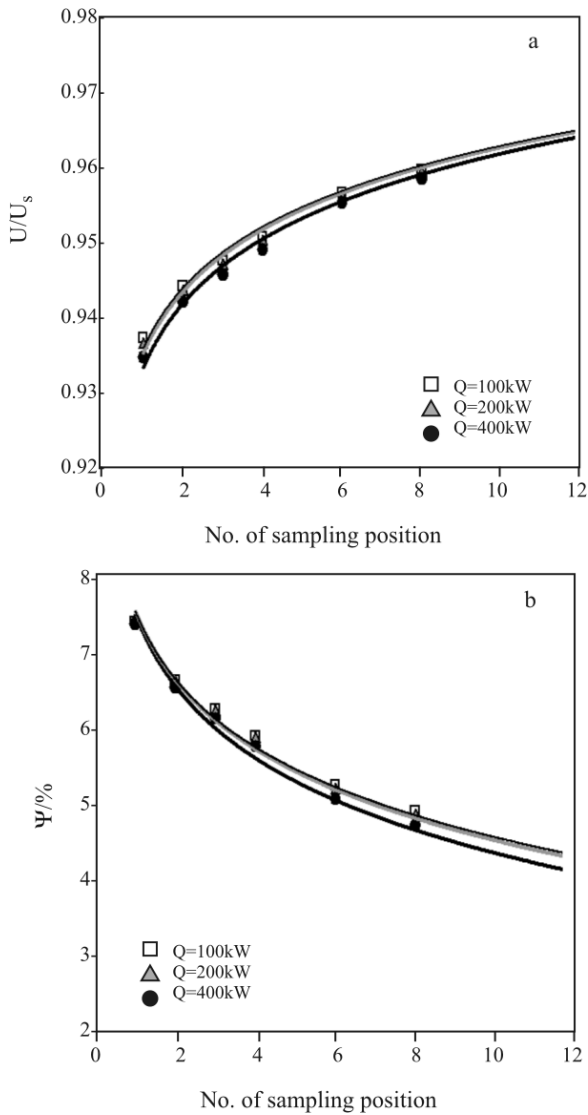 0.98
a
0.97
0.96
0.95
U/Us
0.94
0.93
Q=100kW
Q=200kW
Q=400kW
0.92
0 2 4 6 8 10 12
No. of sampling position
8
b
7
6
5
Ψ/%
4
3
Q=100kW
Q=200kW
Q=400kW
2
0 2 4 6 8 10 12
No. of sampling position